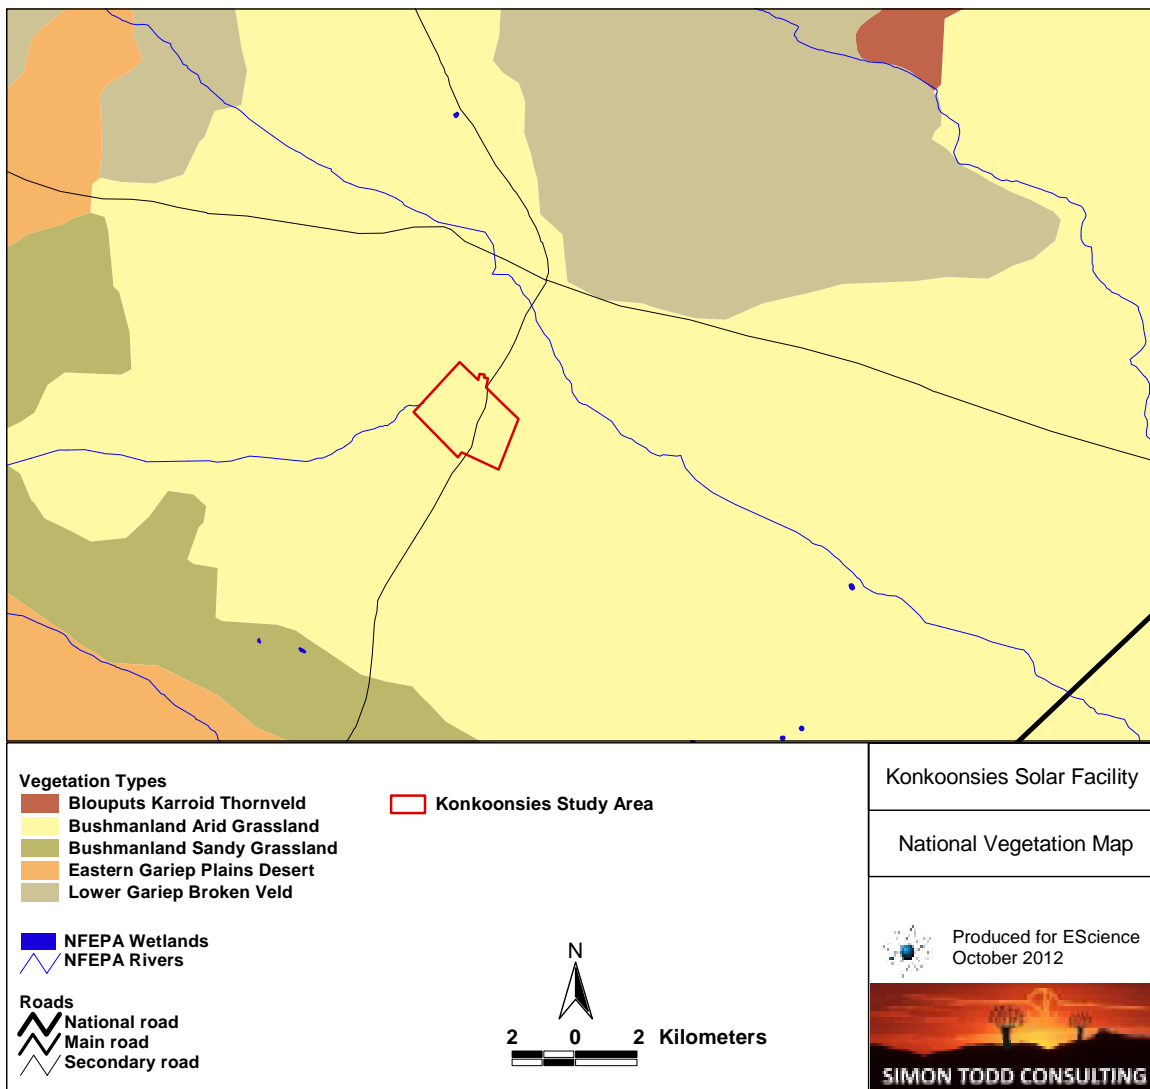 Vegetation Types
Blouputs Karroid Thornveld
Bushmanland Arid Grassland
Bushmanland Sandy Grassland
Eastern Gariep Plains Desert
Lower Gariep Broken Veld
NFEPA Wetlands
NFEPA Rivers
Roads
National road
Main road
Secondary road
Konkoonsies Study Area
N
2 0 2 Kilometers
Konkoonsies Solar Facility
National Vegetation Map
Produced for EScience
October 2012
SIMON TODD CONSULTING